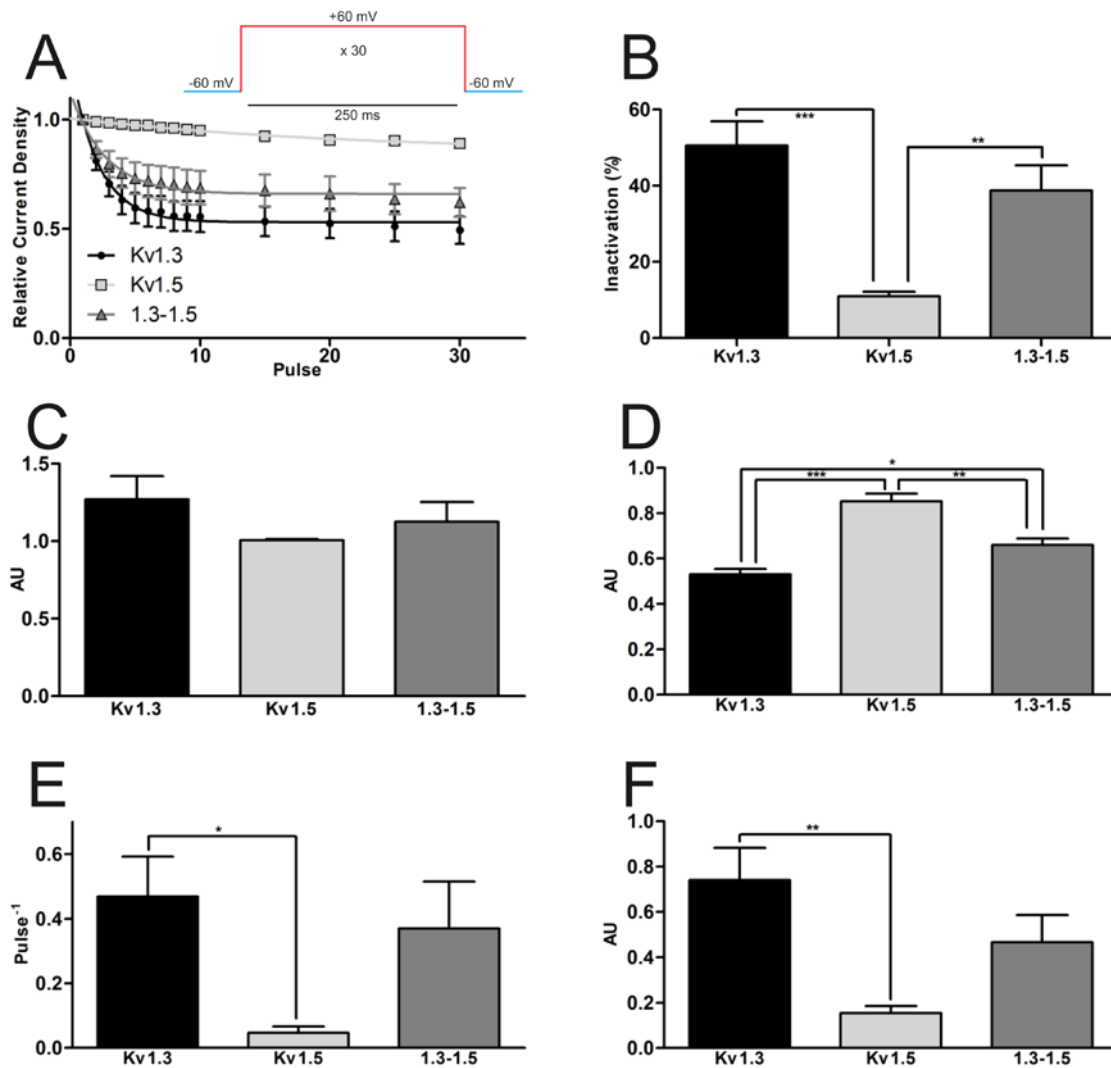 A
+60 mV
x 30
-60 mV
-60 mV
250 ms
Relative Current Density
1.0
0.5
0.0
Kv1.3
Kv1.5
1.3-1.5
0
10
20
30
Pulse
B
Inactivation (%)
60
40
20
0
***
**
Kv1.3
Kv1.5
1.3-1.5
C
AU
1.5
1.0
0.5
0.0
Kv1.3
Kv1.5
1.3-1.5
D
AU
1.0
0.8
0.6
0.4
0.2
0.0
*
***
**
Kv1.3
Kv1.5
1.3-1.5
E
Pulse-1
0.6
0.4
0.2
0.0
*
Kv1.3
Kv1.5
1.3-1.5
F
AU
1.0
0.8
0.6
0.4
0.2
0.0
**
Kv1.3
Kv1.5
1.3-1.5